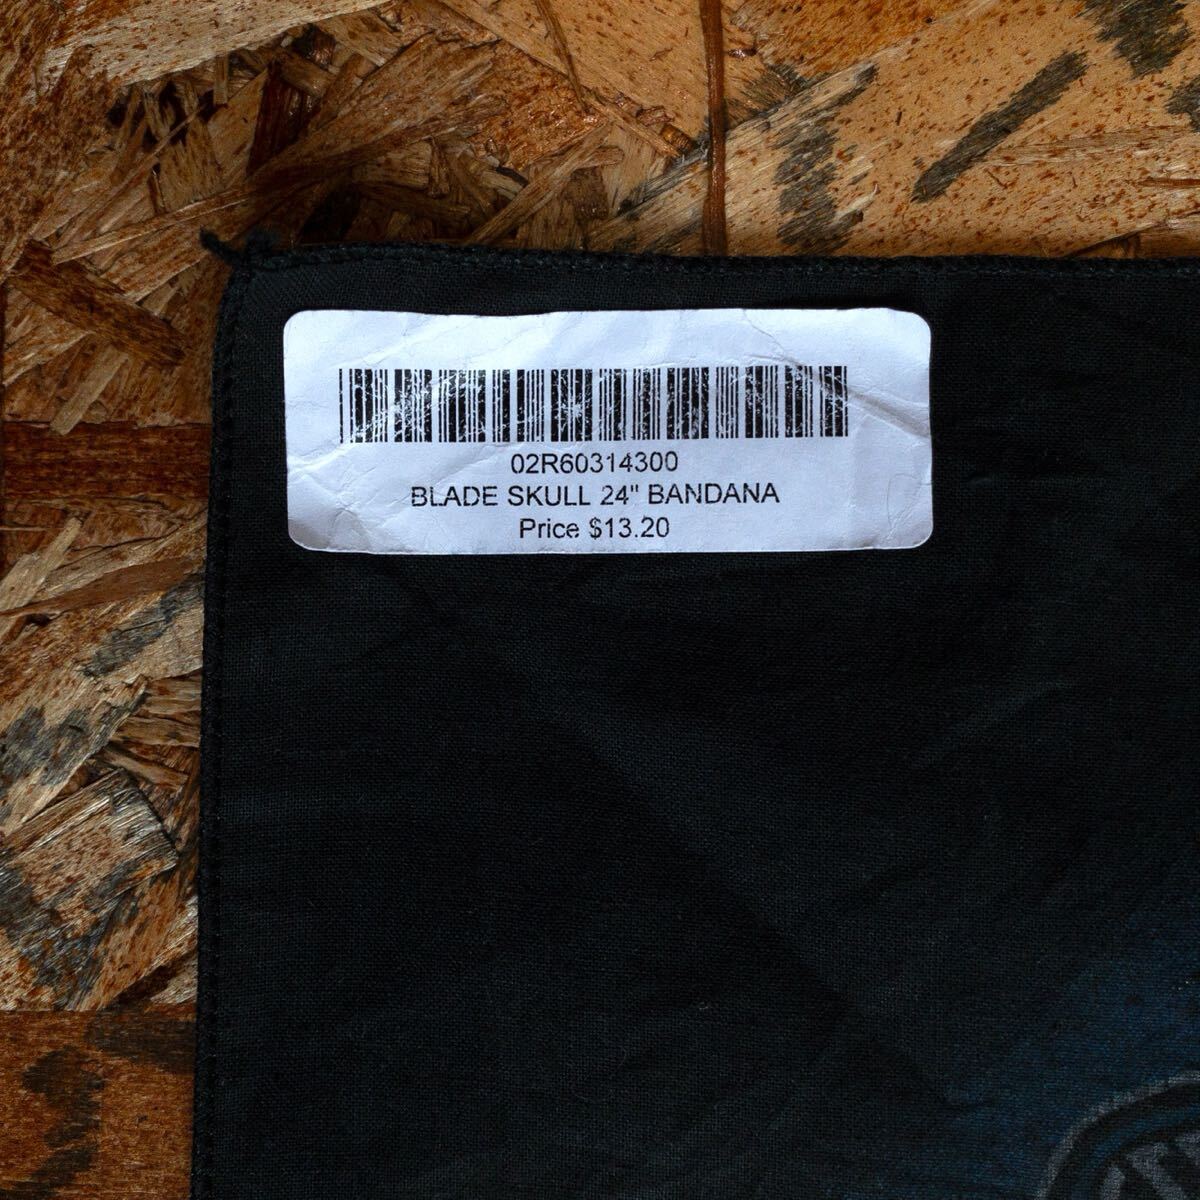 02R60314300
BLADE SKULL 24" BANDANA
Price $13.20